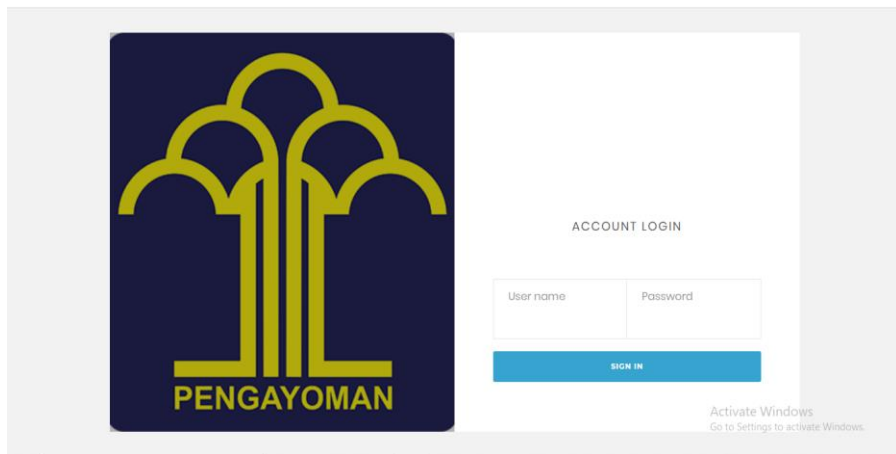 PENGAYOMAN
ACCOUNT LOGIN
User name
Password
SIGN IN
Activate Windows
Go to Settings to activate Windows.